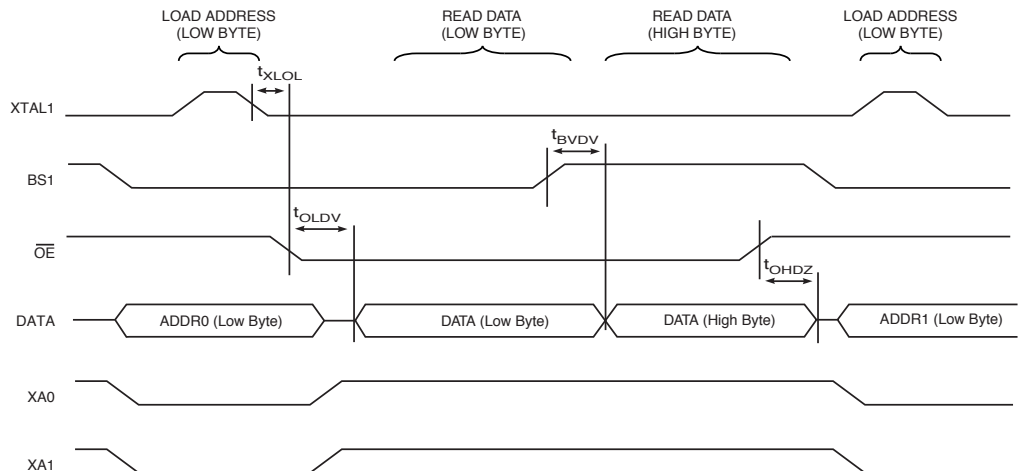 LOAD ADDRESS
(LOW BYTE)
READ DATA
(LOW BYTE)
READ DATA
(HIGH BYTE)
LOAD ADDRESS
(LOW BYTE)
tXLOL
XTAL1
tBVDV
BS1
tOLDV
OE
tOHDZ
DATA
ADDR0 (Low Byte)
DATA (Low Byte)
DATA (High Byte)
ADDR1 (Low Byte)
XA0
XA1